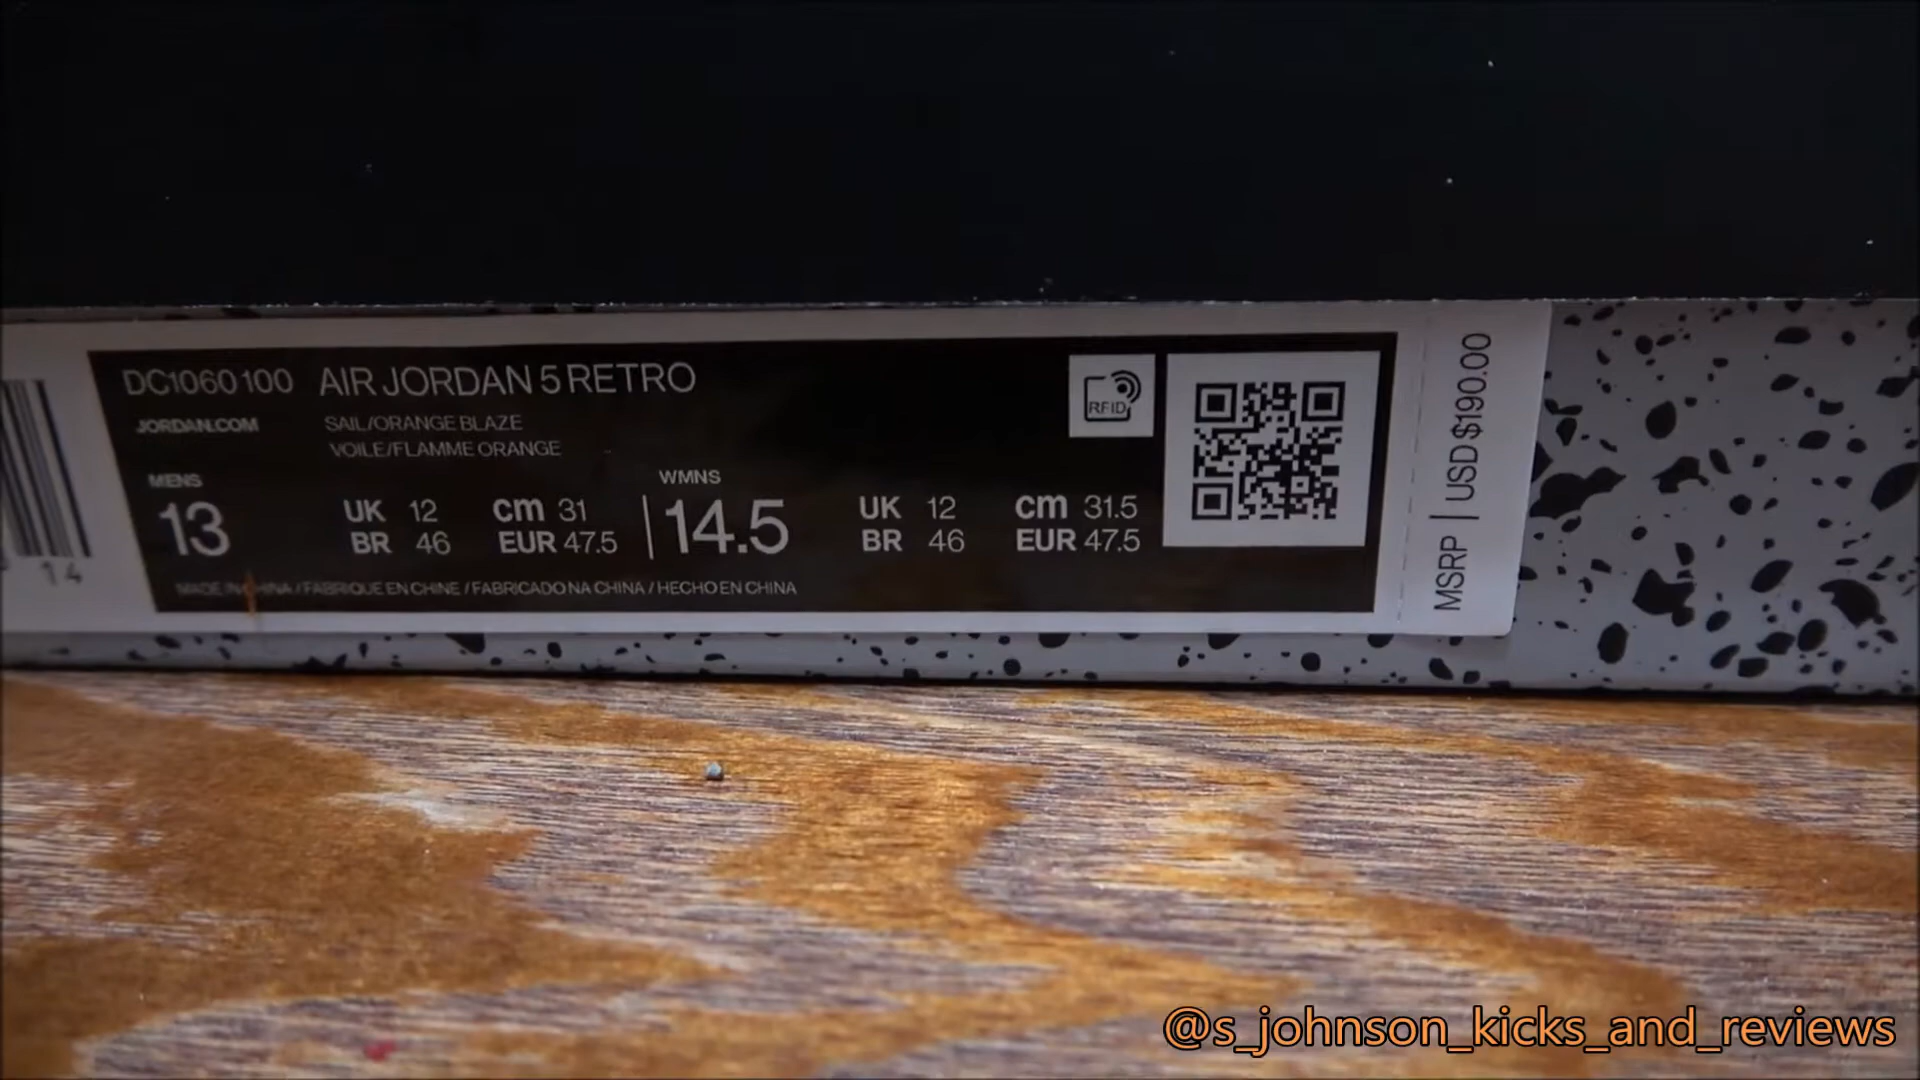 DC1060 100 AIR JORDAN 5 RETRO
JORDAN.COM
SAIL/ORANGE BLAZE
VOILE/FLAMME ORANGE
RFID
MENS
13
UK 12 cm 31
BR 46 EUR 47.5
WMNS
14.5
UK 12 cm 31.5
BR 46 EUR 47.5
MADE IN CHINA / FABRIQUE EN CHINE / FABRICADO NA CHINA / HECHO EN CHINA
14
MSRP | USD $190.00
@s_johnson_kicks_and_reviews